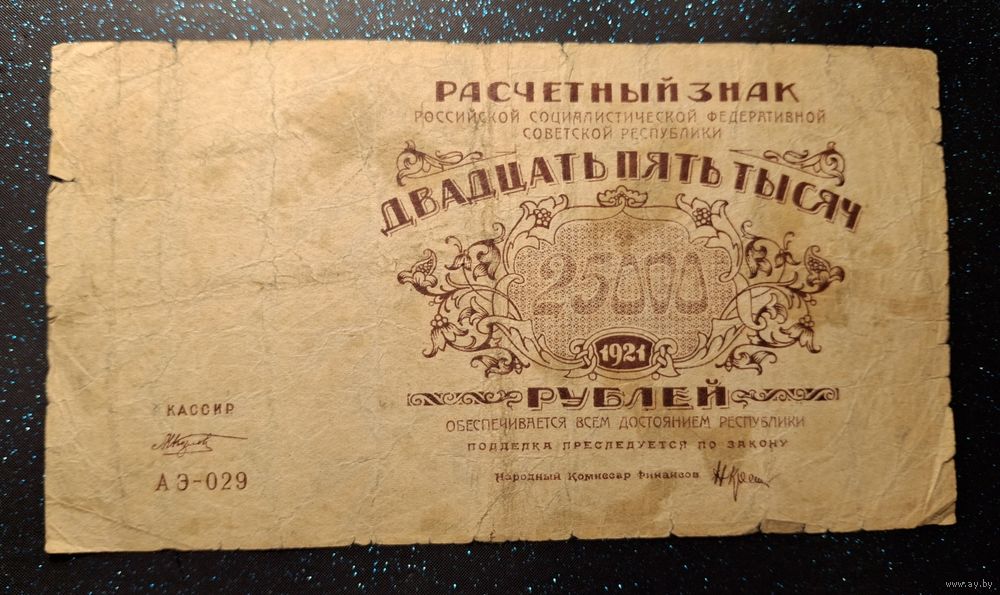 РАСЧЕТНЫЙ ЗНАК
РОССИЙСКОЙ СОЦИАЛИСТИЧЕСКОЙ ФЕДЕРАТИВНОЙ
СОВЕТСКОЙ РЕСПУБЛИКИ
ДВАДЦАТЬ ПЯТЬ ТЫСЯЧ
25000
1921
РУБЛЕЙ
ОБЕСПЕЧИВАЕТСЯ ВСЕМ ДОСТОЯНИЕМ РЕСПУБЛИКИ
ПОДДЕЛКА ПРЕСЛЕДУЕТСЯ ПО ЗАКОНУ
Народный Комиссар Финансов
КАССИР
АЭ-029
www.ay.by